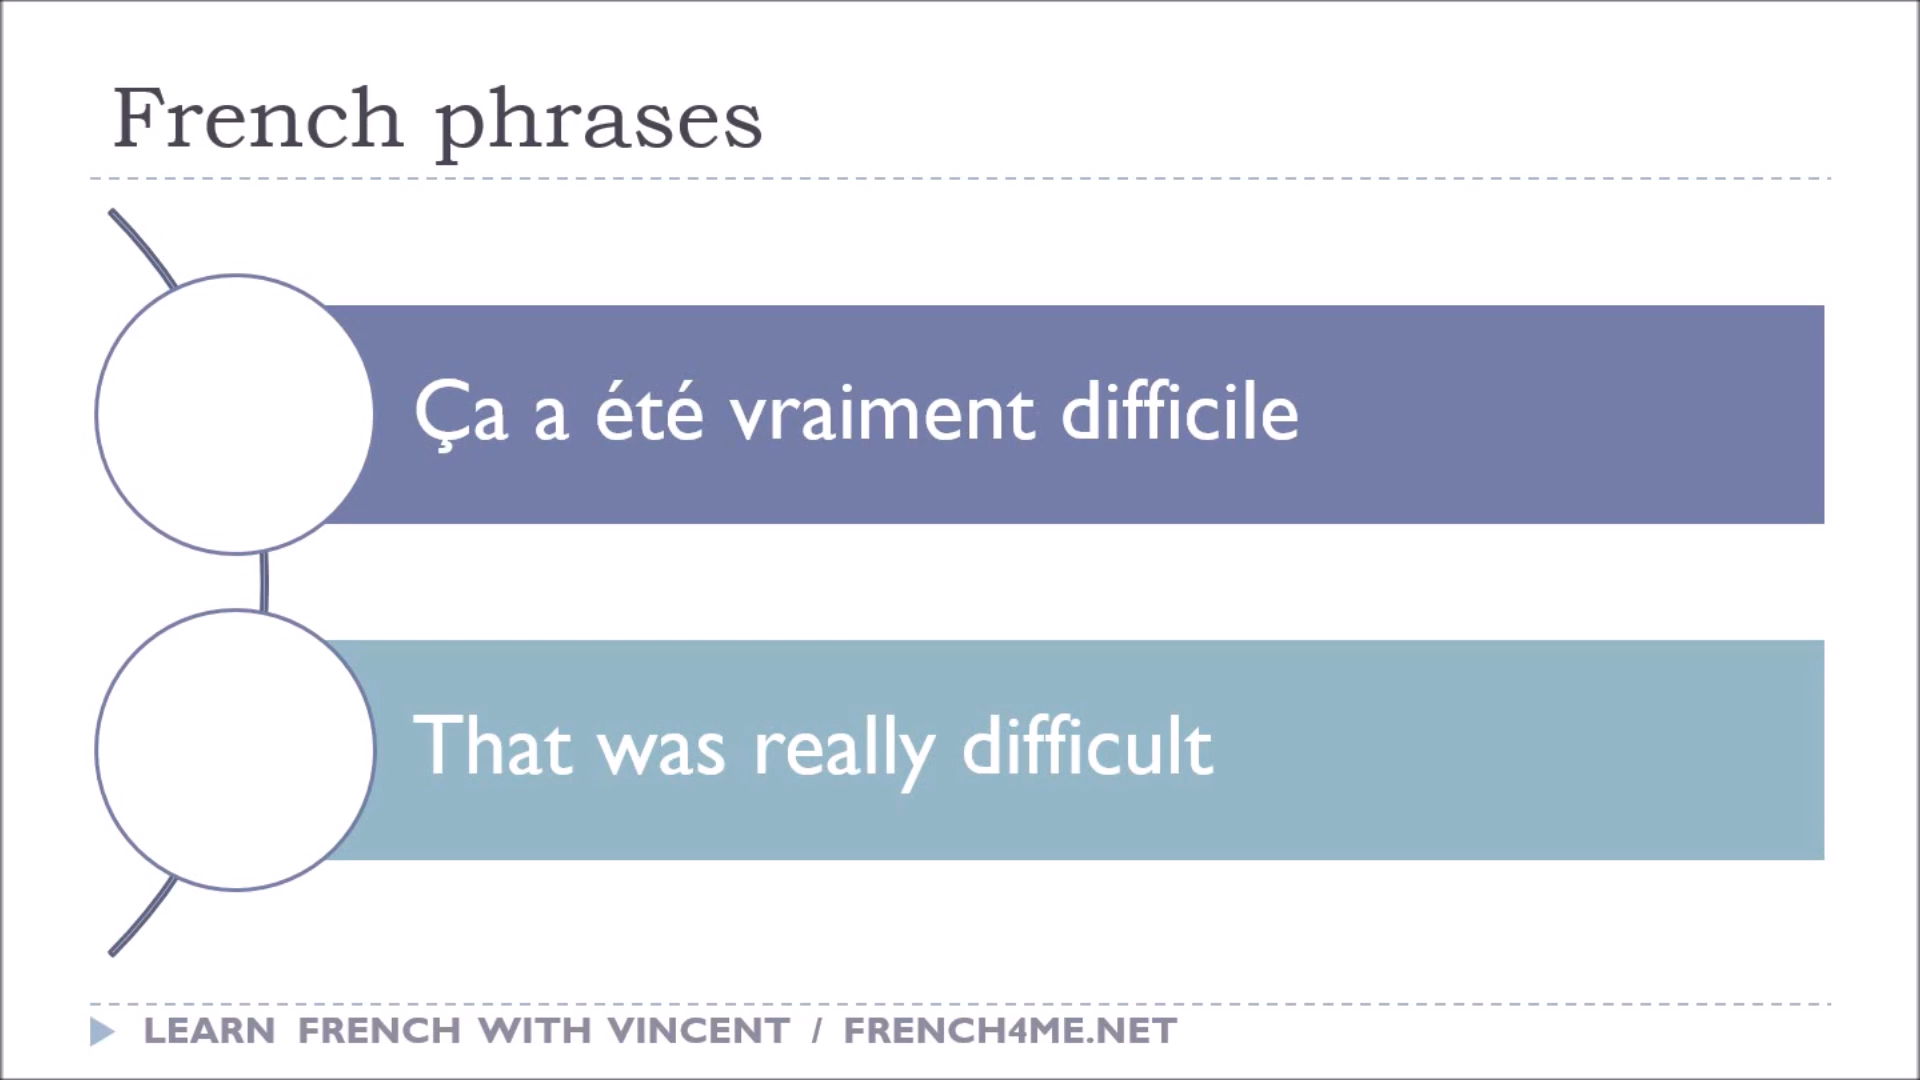 French phrases
Ça a été vraiment difficile
That was really difficult
LEARN FRENCH WITH VINCENT / FRENCH4ME.NET